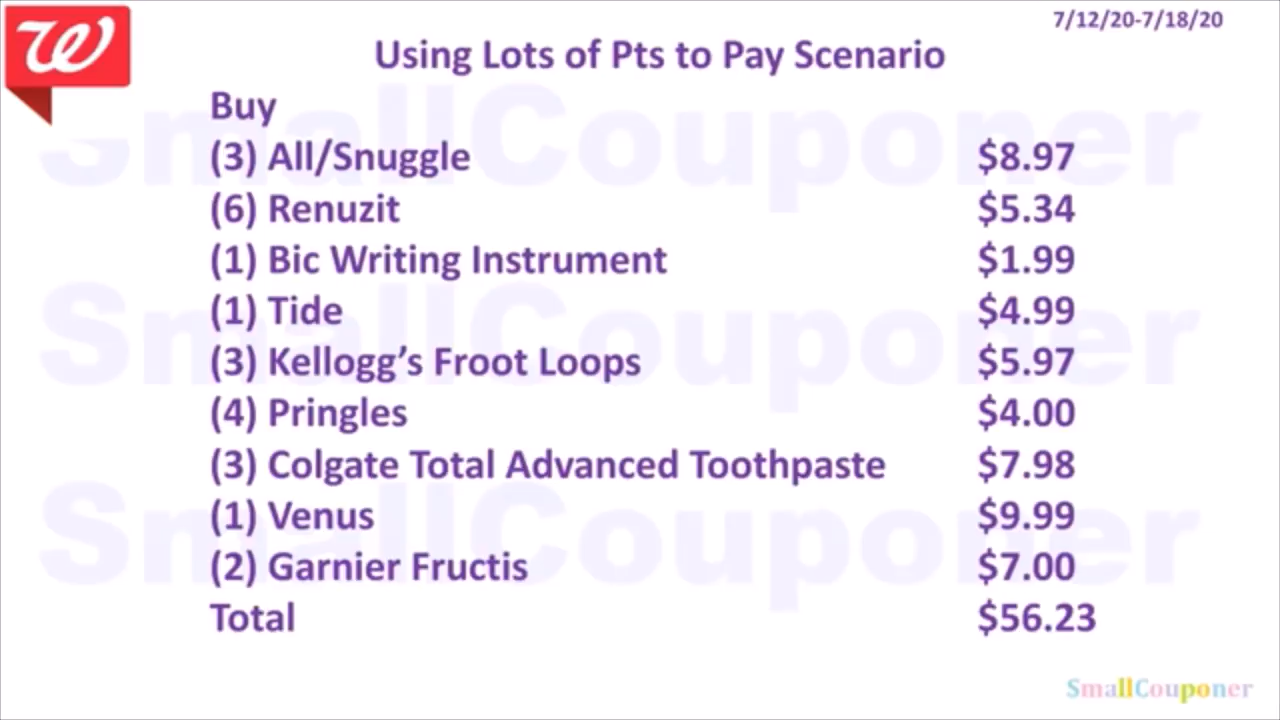 7/12/20-7/18/20
Using Lots of Pts to Pay Scenario
Buy
(3) All/Snuggle $8.97
(6) Renuzit $5.34
(1) Bic Writing Instrument $1.99
(1) Tide $4.99
(3) Kellogg’s Froot Loops $5.97
(4) Pringles $4.00
(3) Colgate Total Advanced Toothpaste $7.98
(1) Venus $9.99
(2) Garnier Fructis $7.00
Total $56.23
SmallCouponer
SmallCouponer
SmallCouponer
SmallCouponer